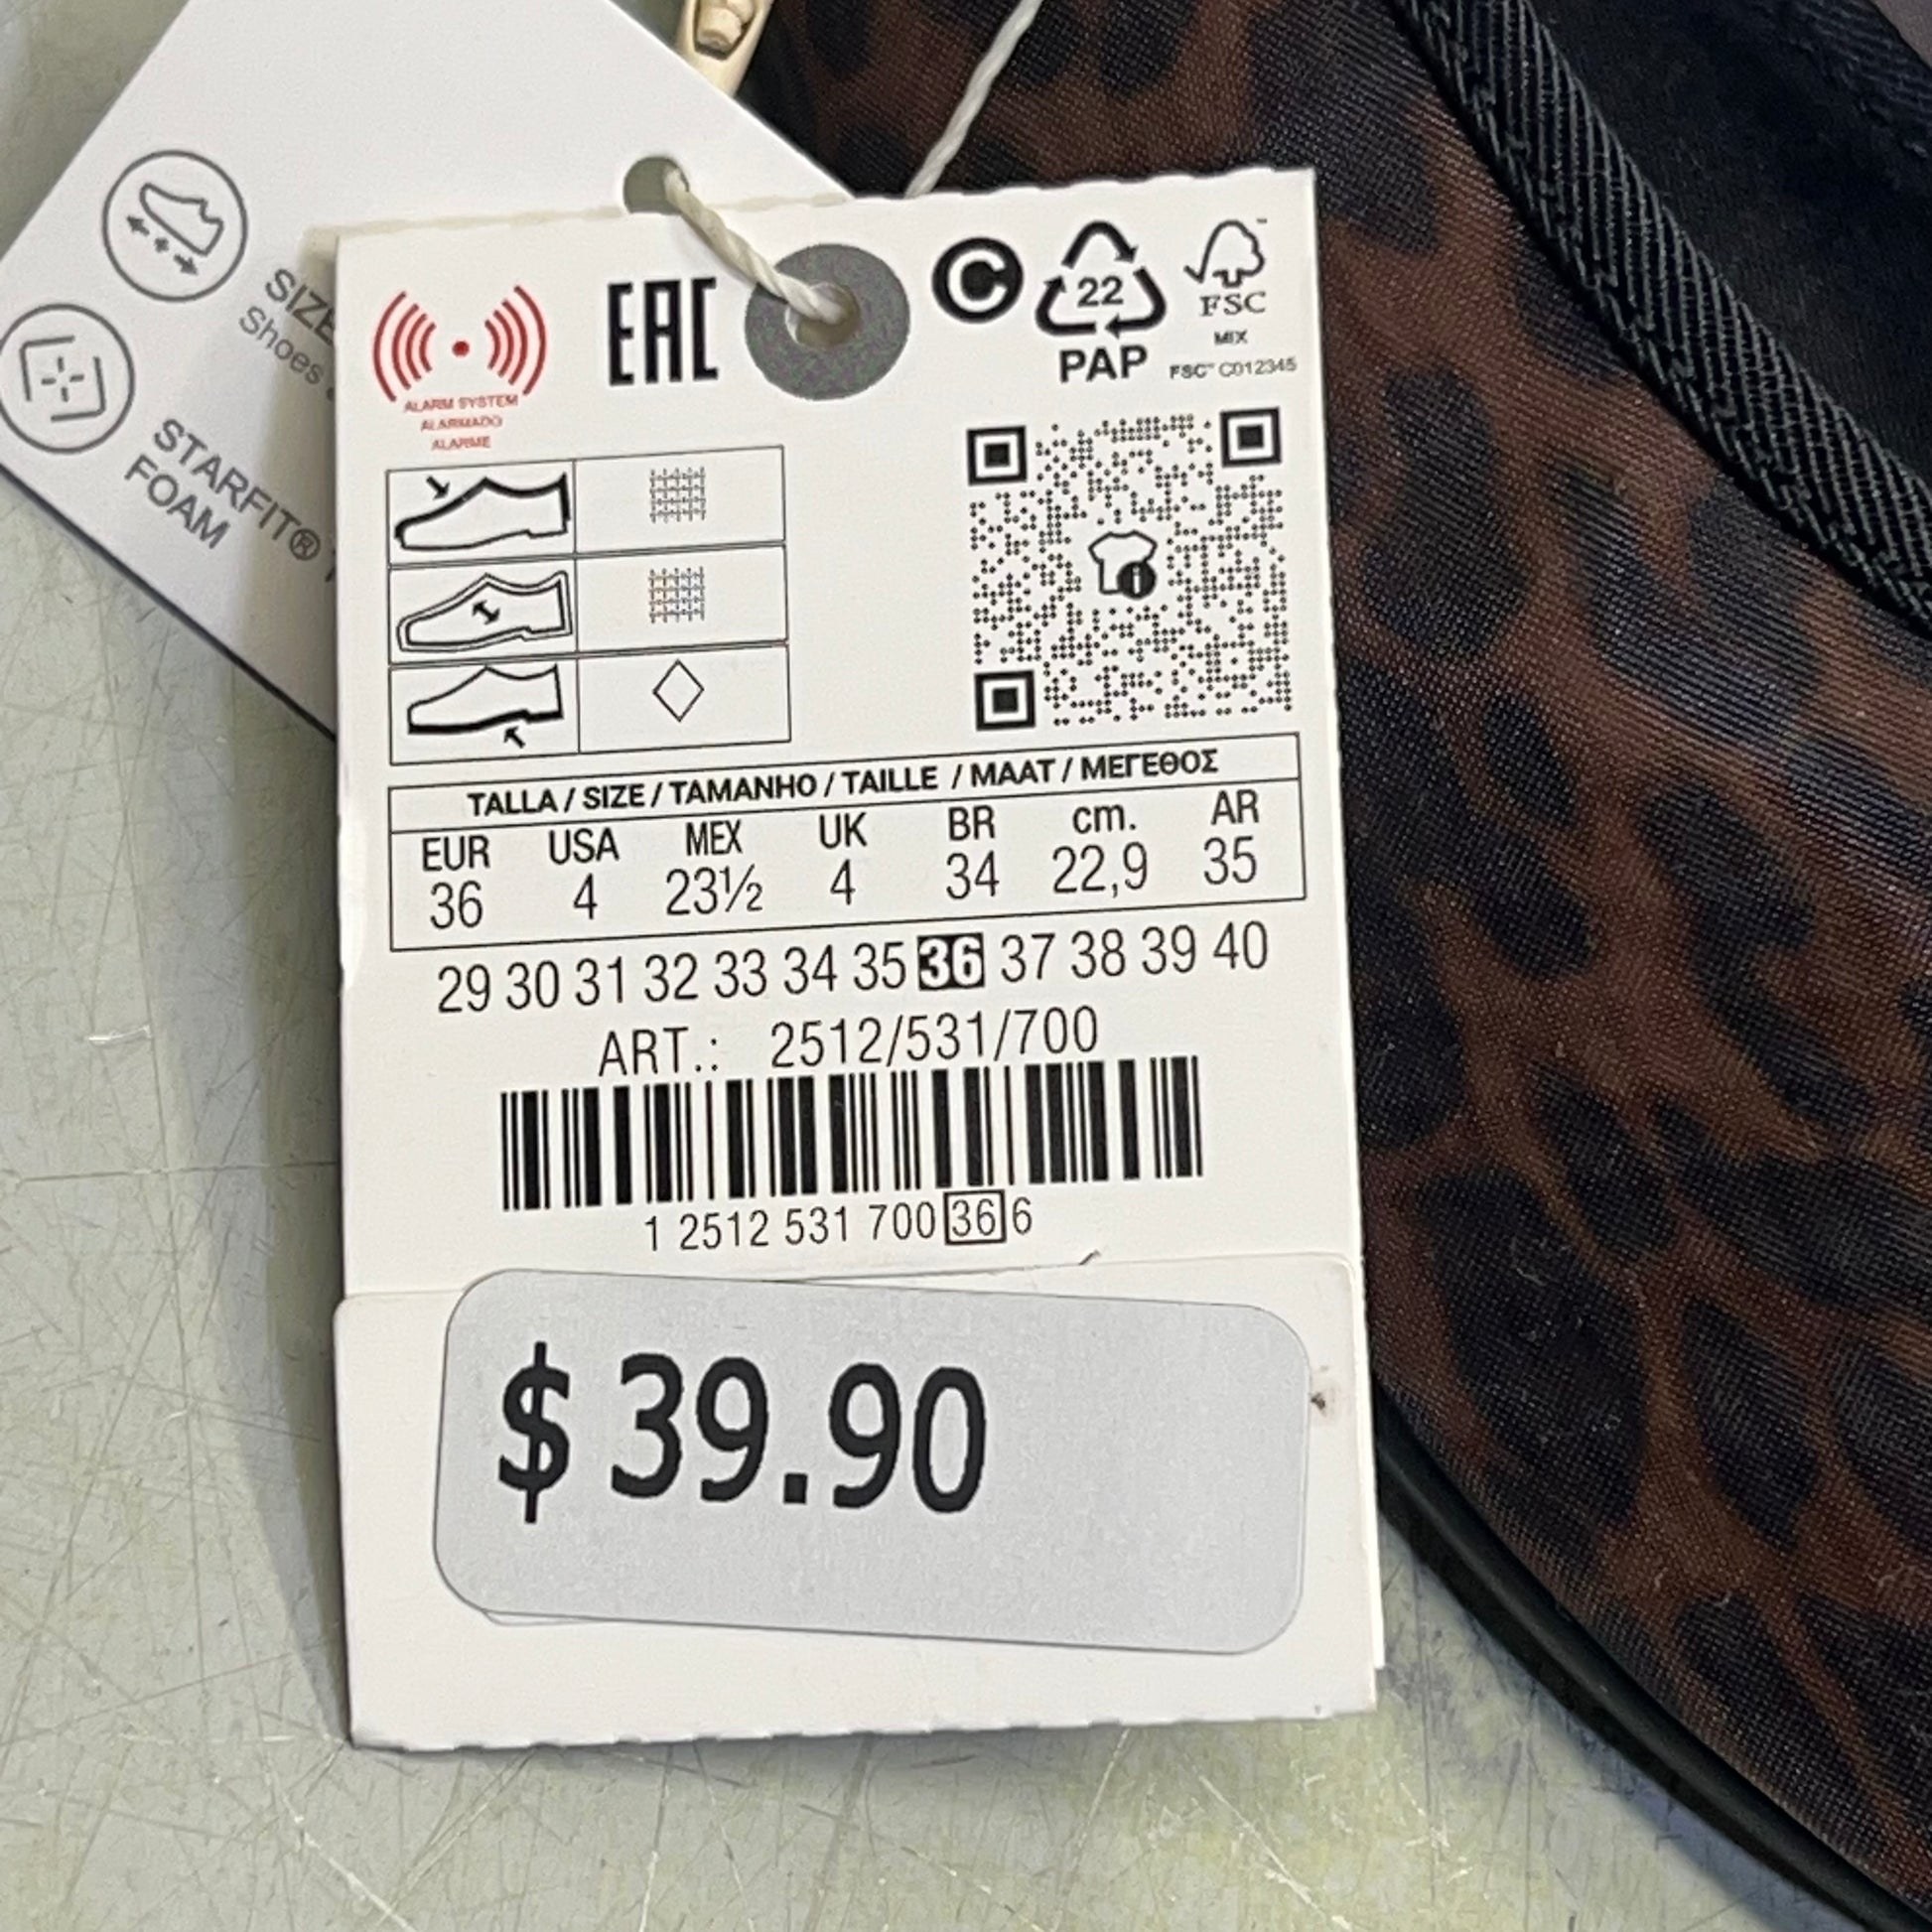 SIZE
Shoes
STARFIT®
FOAM
ALARM SYSTEM
ALARMADO
ALARME
EAC
C
22
PAP
FSC
MIX
FSC™ C012345
TALLA / SIZE / TAMANHO / TAILLE / MAAT / ΜΕΓΕΘΟΣ
EUR USA MEX UK BR cm. AR
36 4 23½ 4 34 22,9 35
29 30 31 32 33 34 35 36 37 38 39 40
ART.: 2512/531/700
1 2512 531 700 36 6
$ 39.90